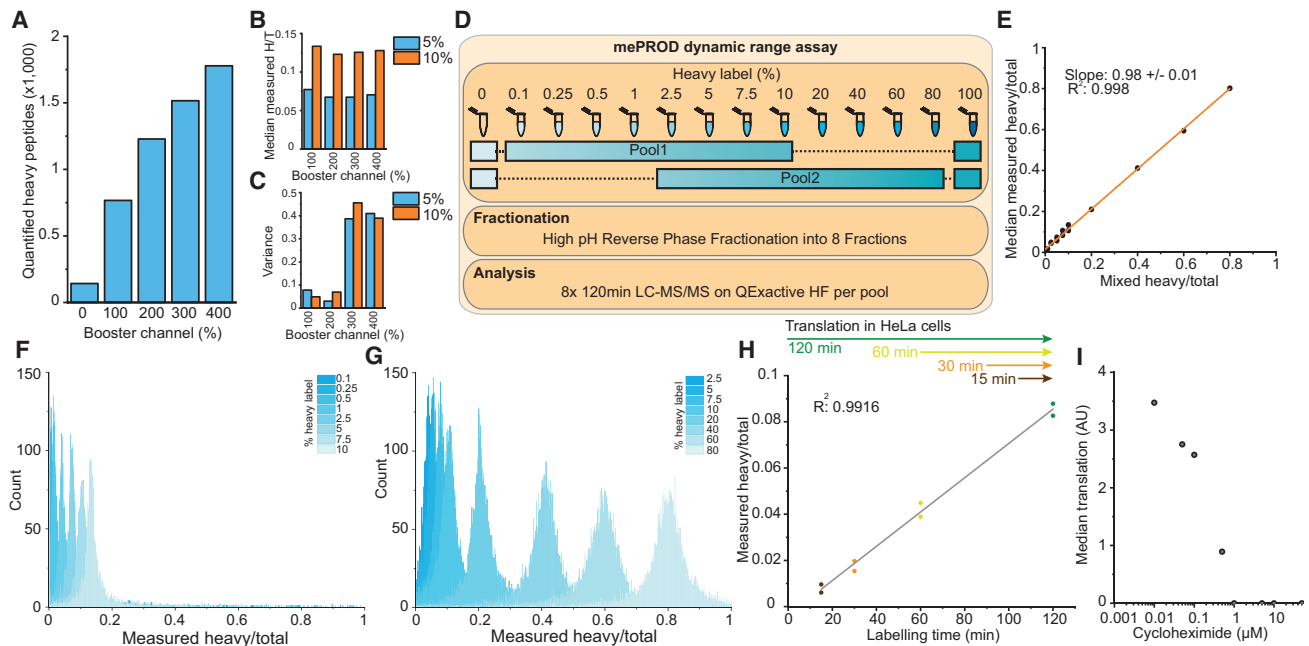 A
Quantified heavy peptides (x1,000)
2
1.5
1
0.5
0
0 100 200 300 400
Booster channel (%)
B
Median measured H/T
0.15
0.1
0.05
0
100 200 300 400
Booster channel (%)
5%
10%
C
Variance
0.5
0.4
0.3
0.2
0.1
0
100 200 300 400
Booster channel (%)
5%
10%
D
mePROD dynamic range assay
Heavy label (%)
0 0.1 0.25 0.5 1 2.5 5 7.5 10 20 40 60 80 100
Pool1
Pool2
Fractionation
High pH Reverse Phase Fractionation into 8 Fractions
Analysis
8x 120min LC-MS/MS on QExactive HF per pool
E
Median measured heavy/total
1
0.8
0.6
0.4
0.2
0
Slope: 0.98 +/- 0.01
R2: 0.998
0 0.2 0.4 0.6 0.8 1
Mixed heavy/total
F
Count
150
100
50
0
% heavy label
0.1
0.25
0.5
1
2.5
5
7.5
10
0 0.2 0.4 0.6 0.8 1
Measured heavy/total
G
Count
150
100
50
0
% heavy label
2.5
5
7.5
10
20
40
60
80
0 0.2 0.4 0.6 0.8 1
Measured heavy/total
H
Translation in HeLa cells
120 min
60 min
30 min
15 min
Measured heavy/total
0.1
0.08
0.06
0.04
0.02
0
R2: 0.9916
0 20 40 60 80 100 120
Labelling time (min)
I
Median translation (AU)
4
3
2
1
0
0.001 0.01 0.1 1 10
Cycloheximide (µM)